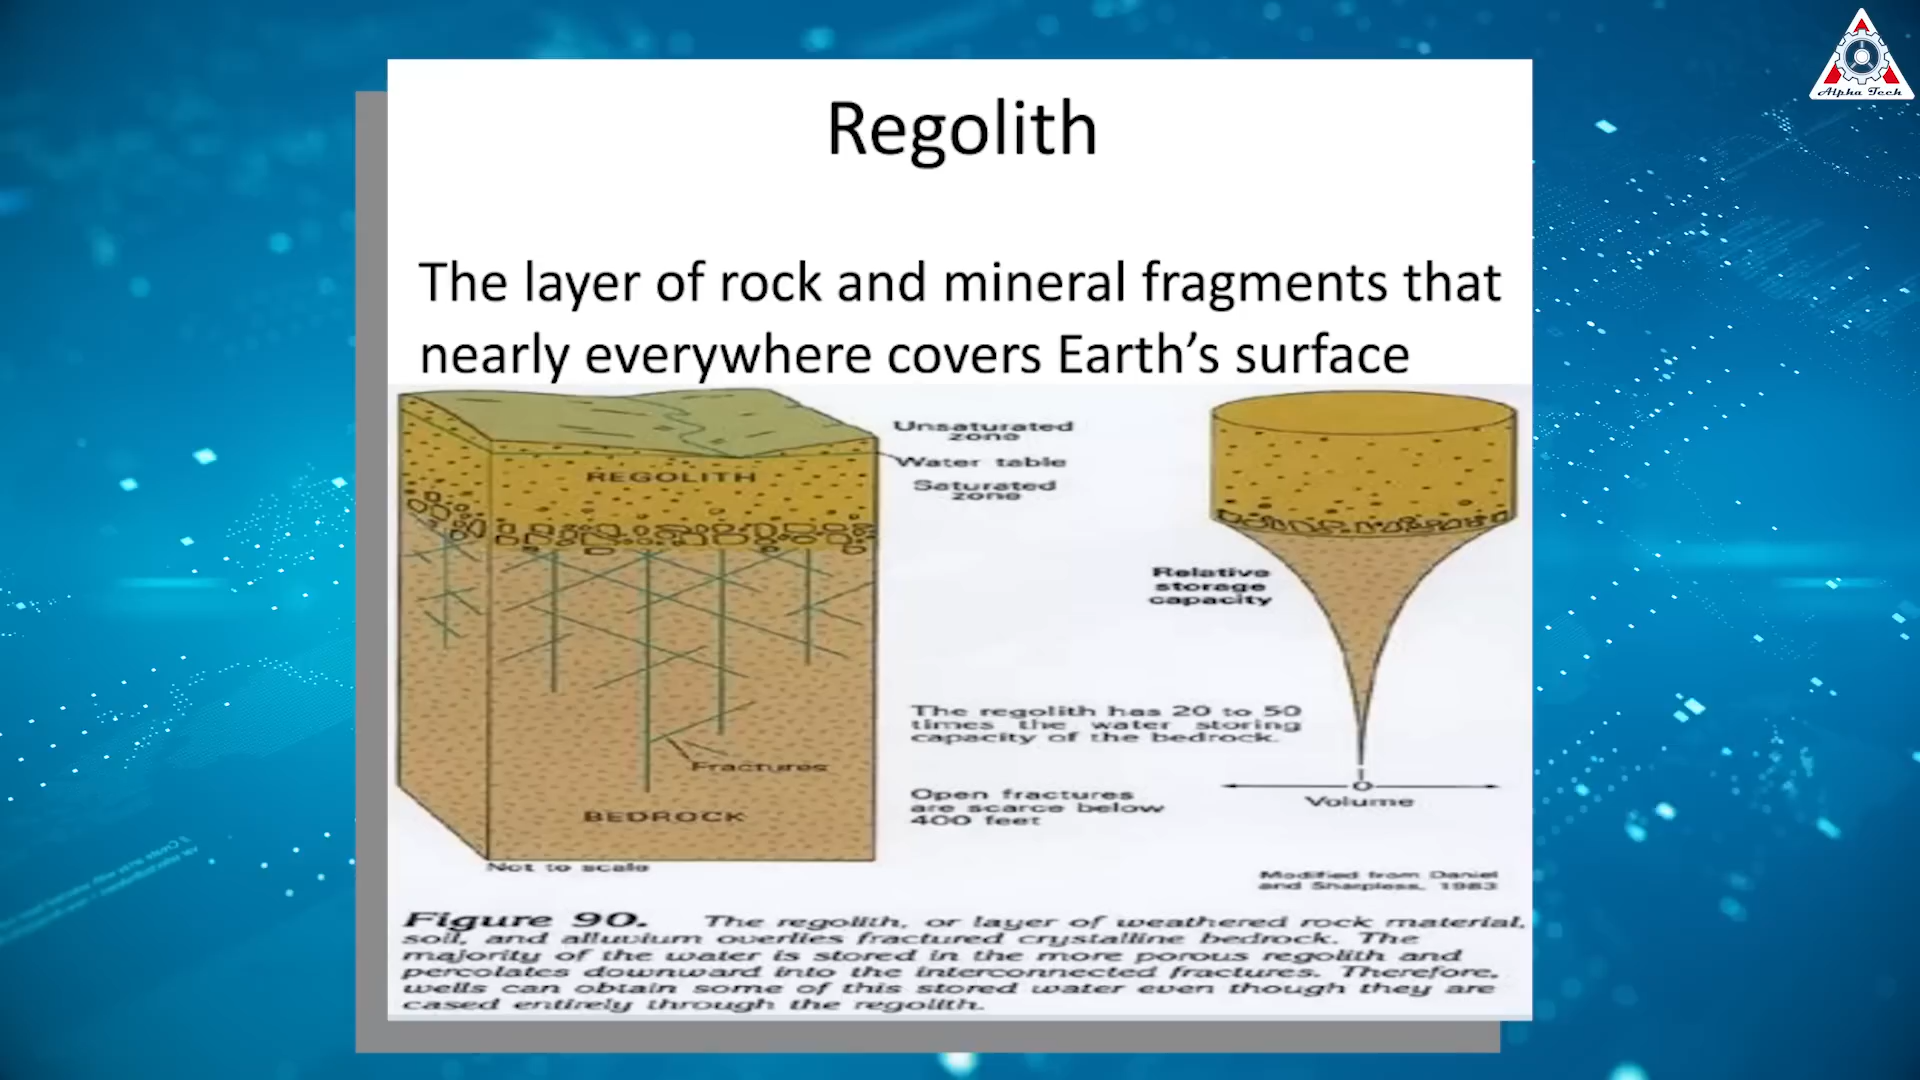 Alpha Tech
Regolith
The layer of rock and mineral fragments that
nearly everywhere covers Earth's surface
Unsaturated
zone
Water table
REGOLITH
Saturated
zone
Relative
storage
capacity
The regolith has 20 to 50
times the water storing
capacity of the bedrock.
Fractures
Open fractures
are scarce below
400 feet
0
Volume
BEDROCK
Not to scale
Modified from Daniel
and Sharpless, 1983
Figure 90. The regolith, or layer of weathered rock material,
soil, and alluvium overlies fractured crystalline bedrock. The
majority of the water is stored in the more porous regolith and
percolates downward into the interconnected fractures. Therefore,
wells can obtain some of this stored water even though they are
cased entirely through the regolith.